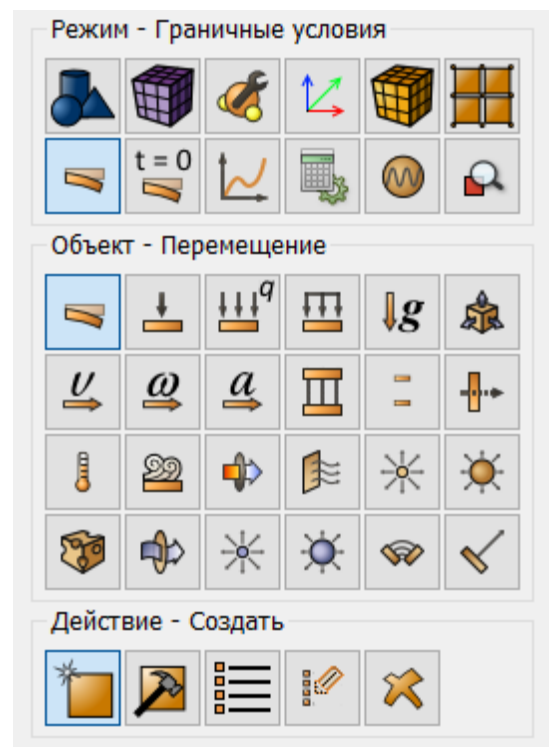 Режим - Граничные условия
t = 0
Объект - Перемещение
q
g
υ ω a
Действие - Создать